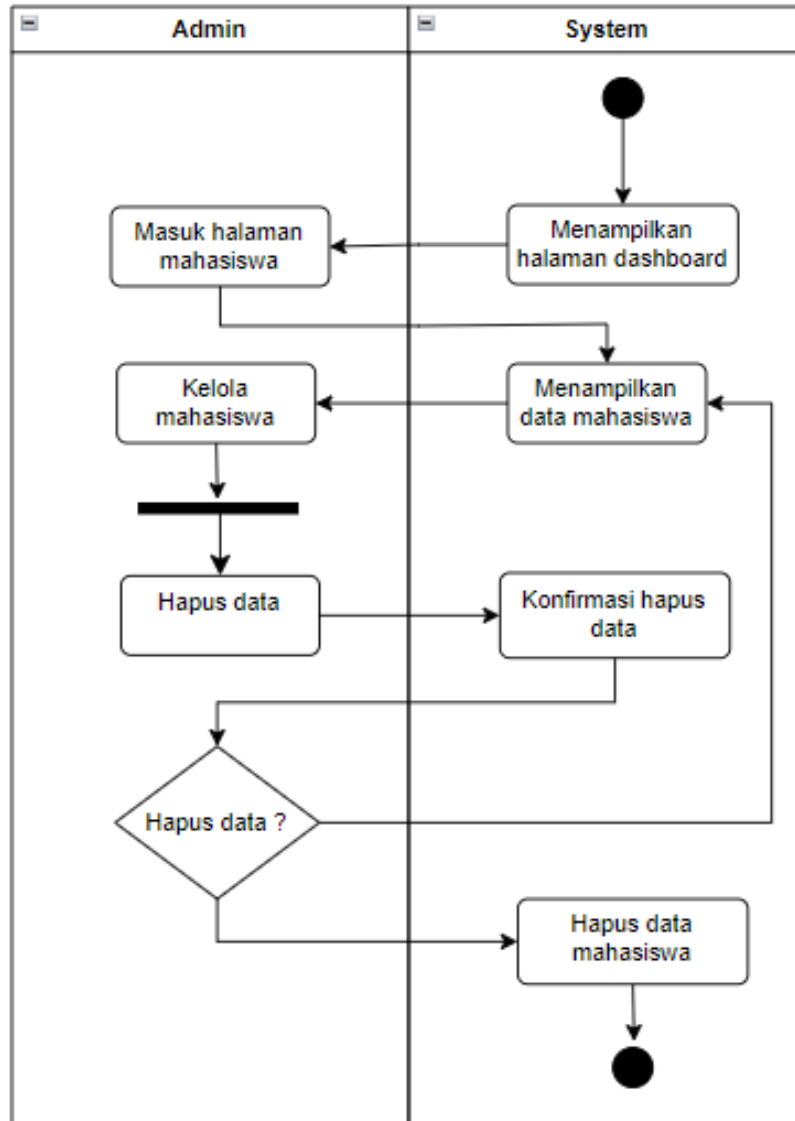 Admin
System
Menampilkan
halaman dashboard
Masuk halaman
mahasiswa
Menampilkan
data mahasiswa
Kelola
mahasiswa
Hapus data
Konfirmasi hapus
data
Hapus data ?
Hapus data
mahasiswa